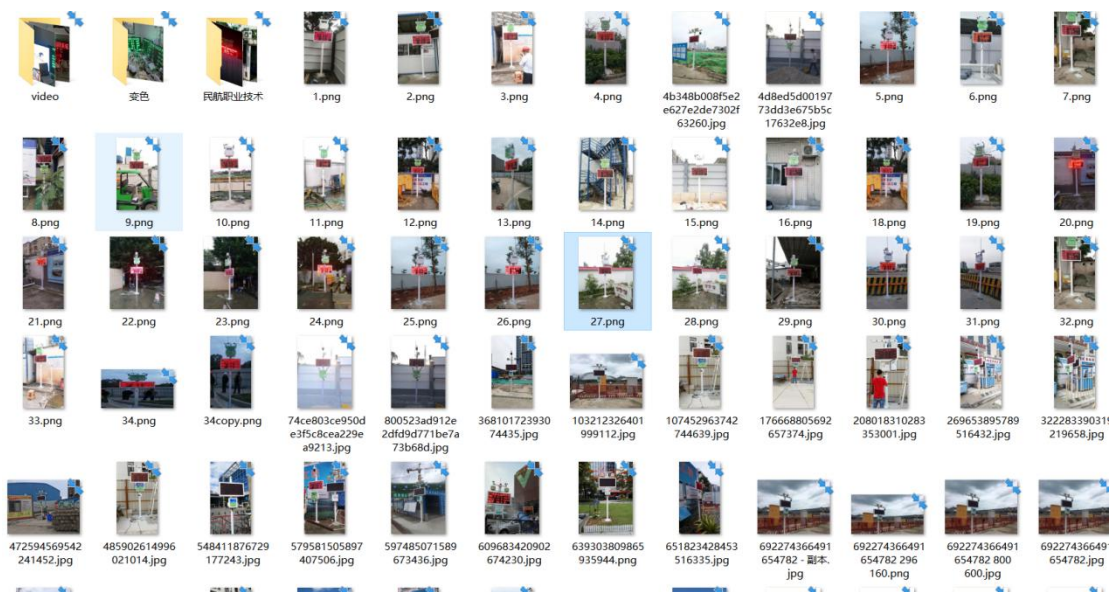 video
变色
民航职业技术
1.png
2.png
3.png
4.png
4b348b008f5e2
e627e2de7302f
63260.jpg
4d8ed5d00197
73dd3e675b5c
17632e8.jpg
5.png
6.png
7.png
8.png
9.png
10.png
11.png
12.png
13.png
14.png
15.png
16.png
18.png
19.png
20.png
21.png
22.png
23.png
24.png
25.png
26.png
27.png
28.png
29.png
30.png
31.png
32.png
33.png
34.png
34copy.png
74ce803ce950d
e3f5c8cea229e
a9213.jpg
800523ad912e
2dfd9d771be7a
73b68d.jpg
368101723930
74435.jpg
103212326401
999112.jpg
107452963742
744639.jpg
176668805692
657374.jpg
208018310283
353001.jpg
269653895789
516432.jpg
322283390319
219658.jpg
472594569542
241452.jpg
485902614996
021014.jpg
548411876729
177243.jpg
579581505897
407506.jpg
597485071589
673436.jpg
609683420902
674230.jpg
639303809865
935944.png
651823428453
516335.jpg
692274366491
654782 - 副本.
jpg
692274366491
654782 296
160.png
692274366491
654782 800
600.jpg
692274366491
654782.jpg